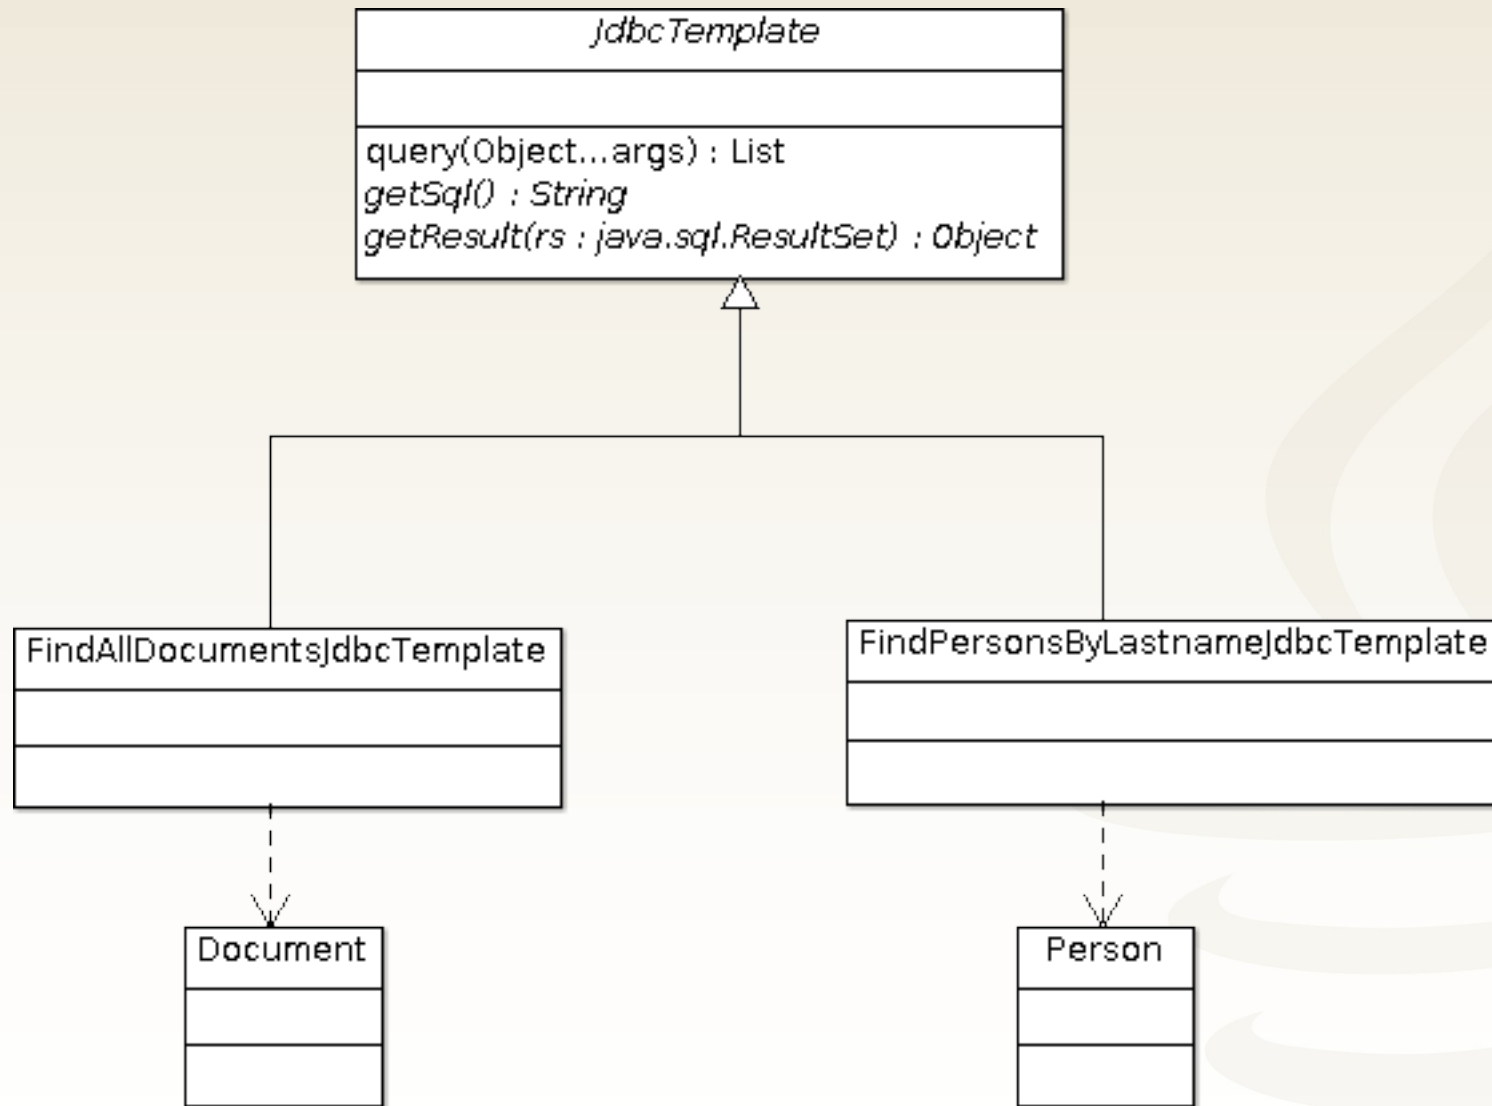 JdbcTemplate
query(Object...args) : List
getSql() : String
getResult(rs : java.sql.ResultSet) : Object
FindAllDocumentsJdbcTemplate
FindPersonsByLastnameJdbcTemplate
Document
Person